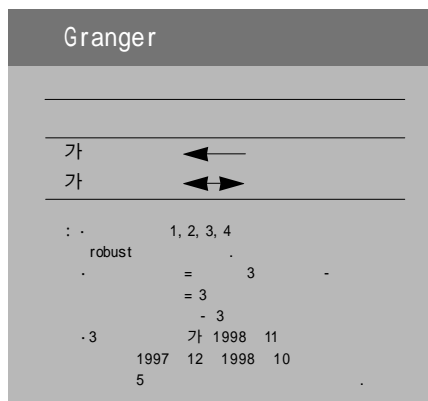 Granger
가
가
: · 1, 2, 3, 4
robust .
· = 3 -
= 3
- 3
· 3 가 1998 11
1997 12 1998 10
5 .